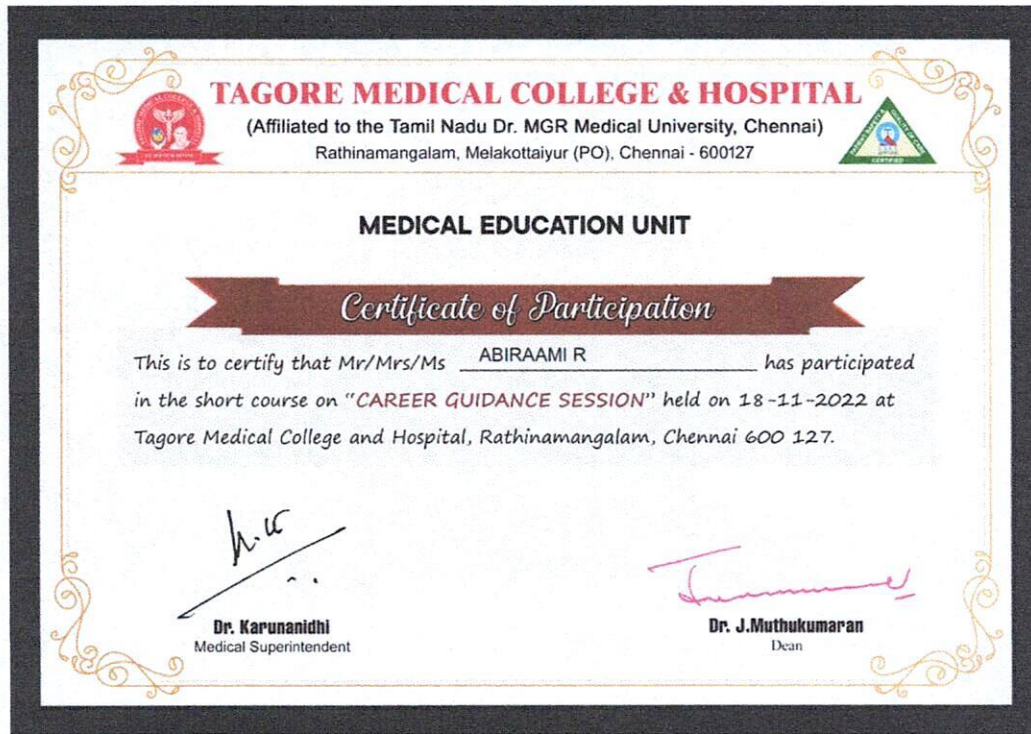 TAGORE MEDICAL COLLEGE & HOSPITAL
(Affiliated to the Tamil Nadu Dr. MGR Medical University, Chennai)
Rathinamangalam, Melakottaiyur (PO), Chennai - 600127
CERTIFIED
MEDICAL EDUCATION UNIT
Certificate of Participation
This is to certify that Mr/Mrs/Ms ABIRAAMI R has participated
in the short course on "CAREER GUIDANCE SESSION" held on 18-11-2022 at
Tagore Medical College and Hospital, Rathinamangalam, Chennai 600 127.
Dr. Karunanidhi
Medical Superintendent
Dr. J.Muthukumaran
Dean